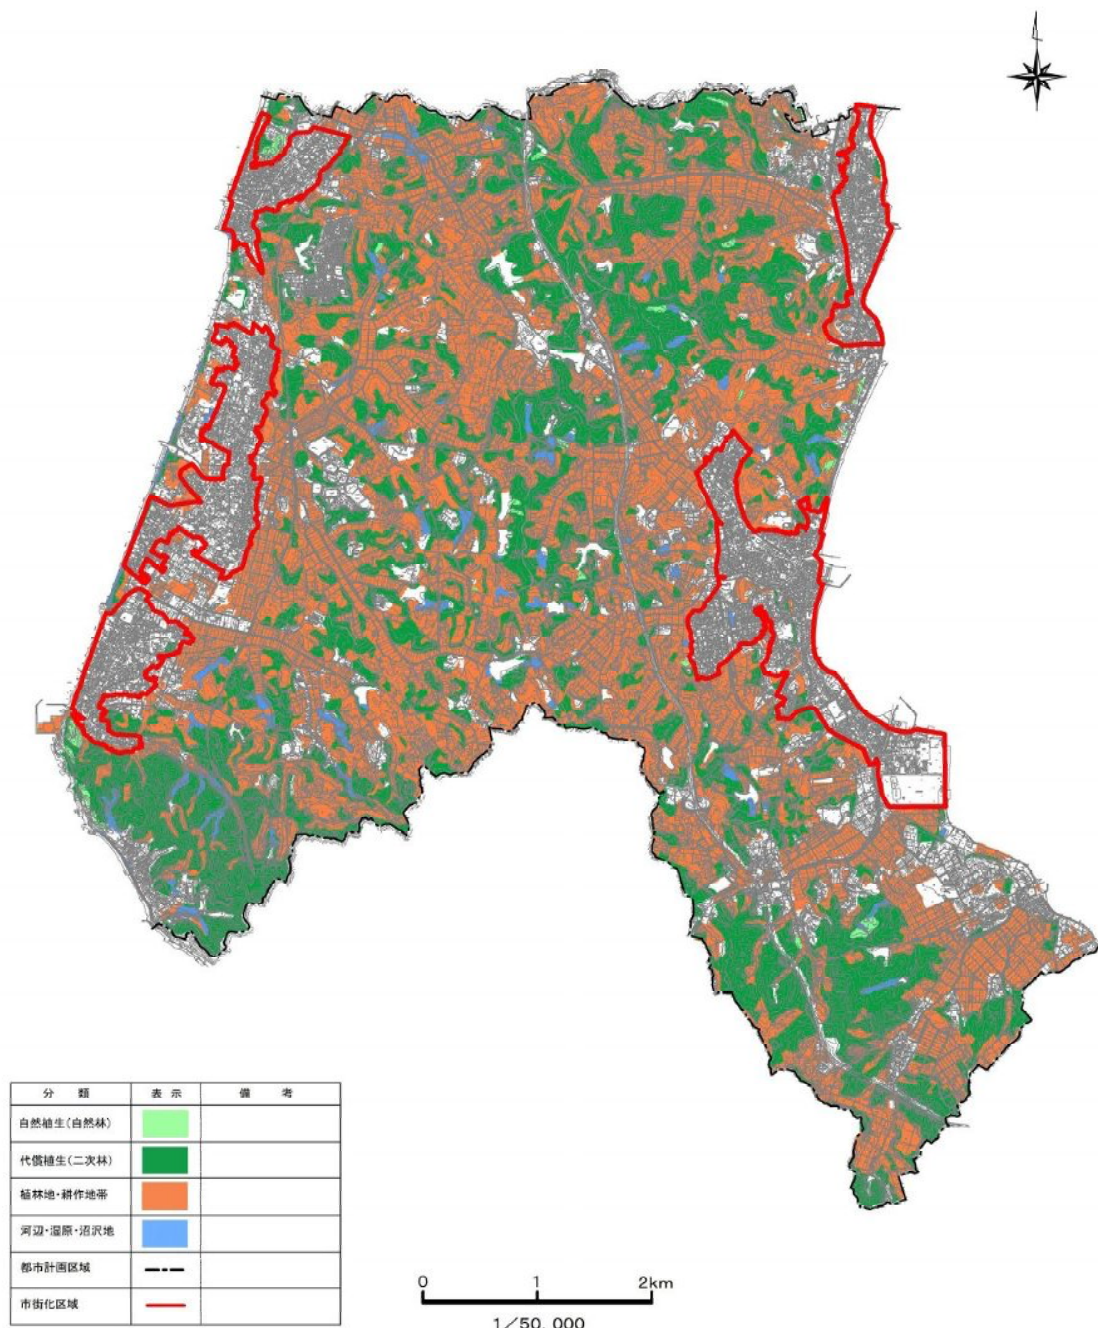 分 類 表 示 備 考
自然植生(自然林)
代償植生(二次林)
植林地・耕作地帯
河辺・湿原・沼沢地
都市計画区域
市街化区域
0 1 2km
1/50,000